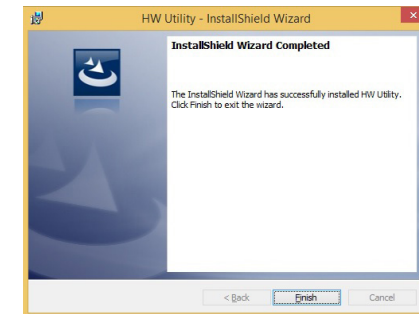 HW Utility - InstallShield Wizard
InstallShield Wizard Completed
The InstallShield Wizard has successfully installed HW Utility.
Click Finish to exit the wizard.
< Back
Finish
Cancel